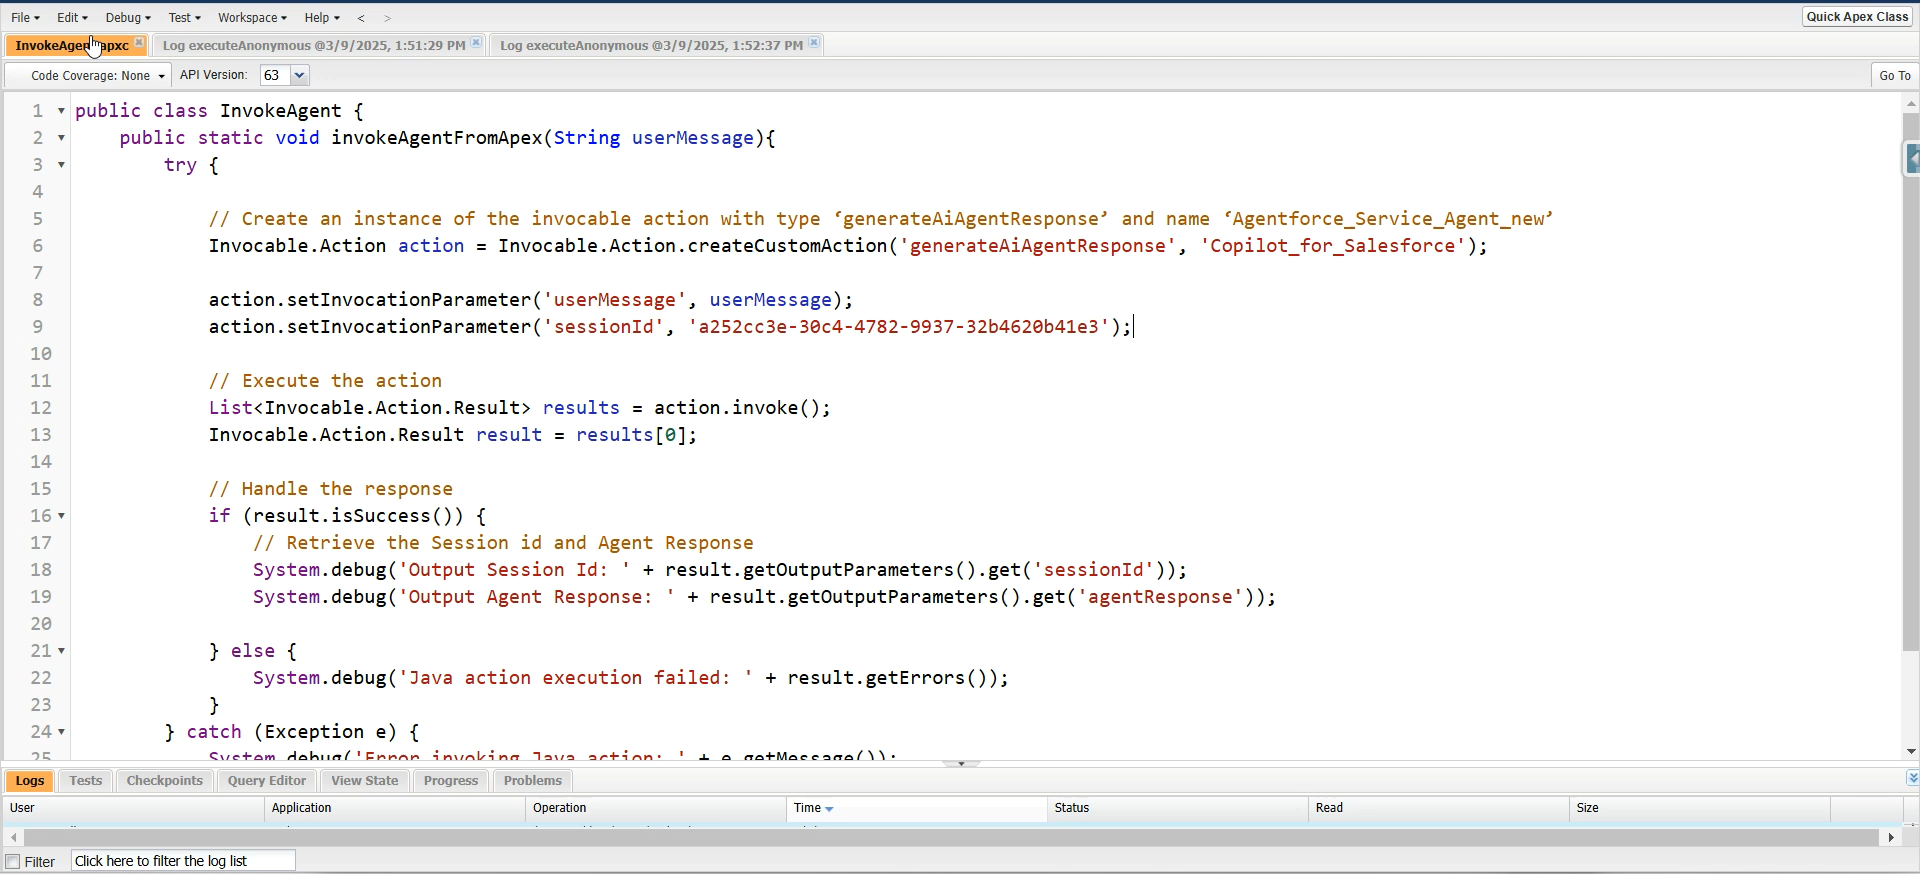 File Edit Debug Test Workspace Help < > Quick Apex Class
InvokeAgen apxc Log executeAnonymous @3/9/2025, 1:51:29 PM Log executeAnonymous @3/9/2025, 1:52:37 PM
Code Coverage: None API Version: 63 Go To
1 public class InvokeAgent {
2 public static void invokeAgentFromApex(String userMessage){
3 try {
4
5 // Create an instance of the invocable action with type ‘generateAiAgentResponse’ and name ‘Agentforce_Service_Agent_new’
6 Invocable.Action action = Invocable.Action.createCustomAction('generateAiAgentResponse', 'Copilot_for_Salesforce');
7
8 action.setInvocationParameter('userMessage', userMessage);
9 action.setInvocationParameter('sessionId', 'a252cc3e-30c4-4782-9937-32b4620b41e3');
10
11 // Execute the action
12 List<Invocable.Action.Result> results = action.invoke();
13 Invocable.Action.Result result = results[0];
14
15 // Handle the response
16 if (result.isSuccess()) {
17 // Retrieve the Session id and Agent Response
18 System.debug('Output Session Id: ' + result.getOutputParameters().get('sessionId'));
19 System.debug('Output Agent Response: ' + result.getOutputParameters().get('agentResponse'));
20
21 } else {
22 System.debug('Java action execution failed: ' + result.getErrors());
23 }
24 } catch (Exception e) {
25 System.debug('Error invoking Java action: ' + e.getMessage());
Logs Tests Checkpoints Query Editor View State Progress Problems
User Application Operation Time Status Read Size
Filter Click here to filter the log list